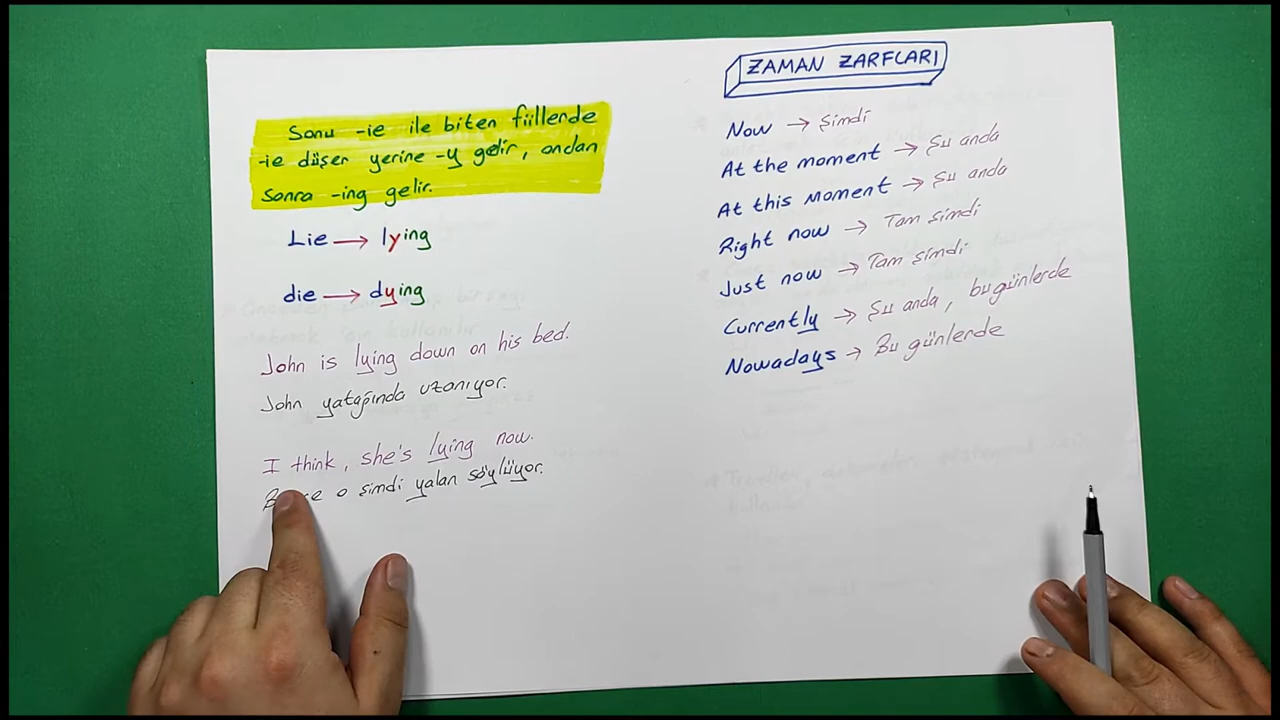 Sonu -ie ile biten fiillerde
-ie düşer yerine -y gelir, ondan
sonra -ing gelir.
Lie → lying
die → dying
John is lying down on his bed.
John yatağında uzanıyor.
I think, she's lying now.
o şimdi yalan söylüyor.
ZAMAN ZARFLARI
Now → Şimdi
At the moment → Şu anda
At this Moment → Şu anda
Right now → Tam şimdi
Just now → Tam şimdi
Currently → Şu anda, bugünlerde
Nowadays → Bu günlerde